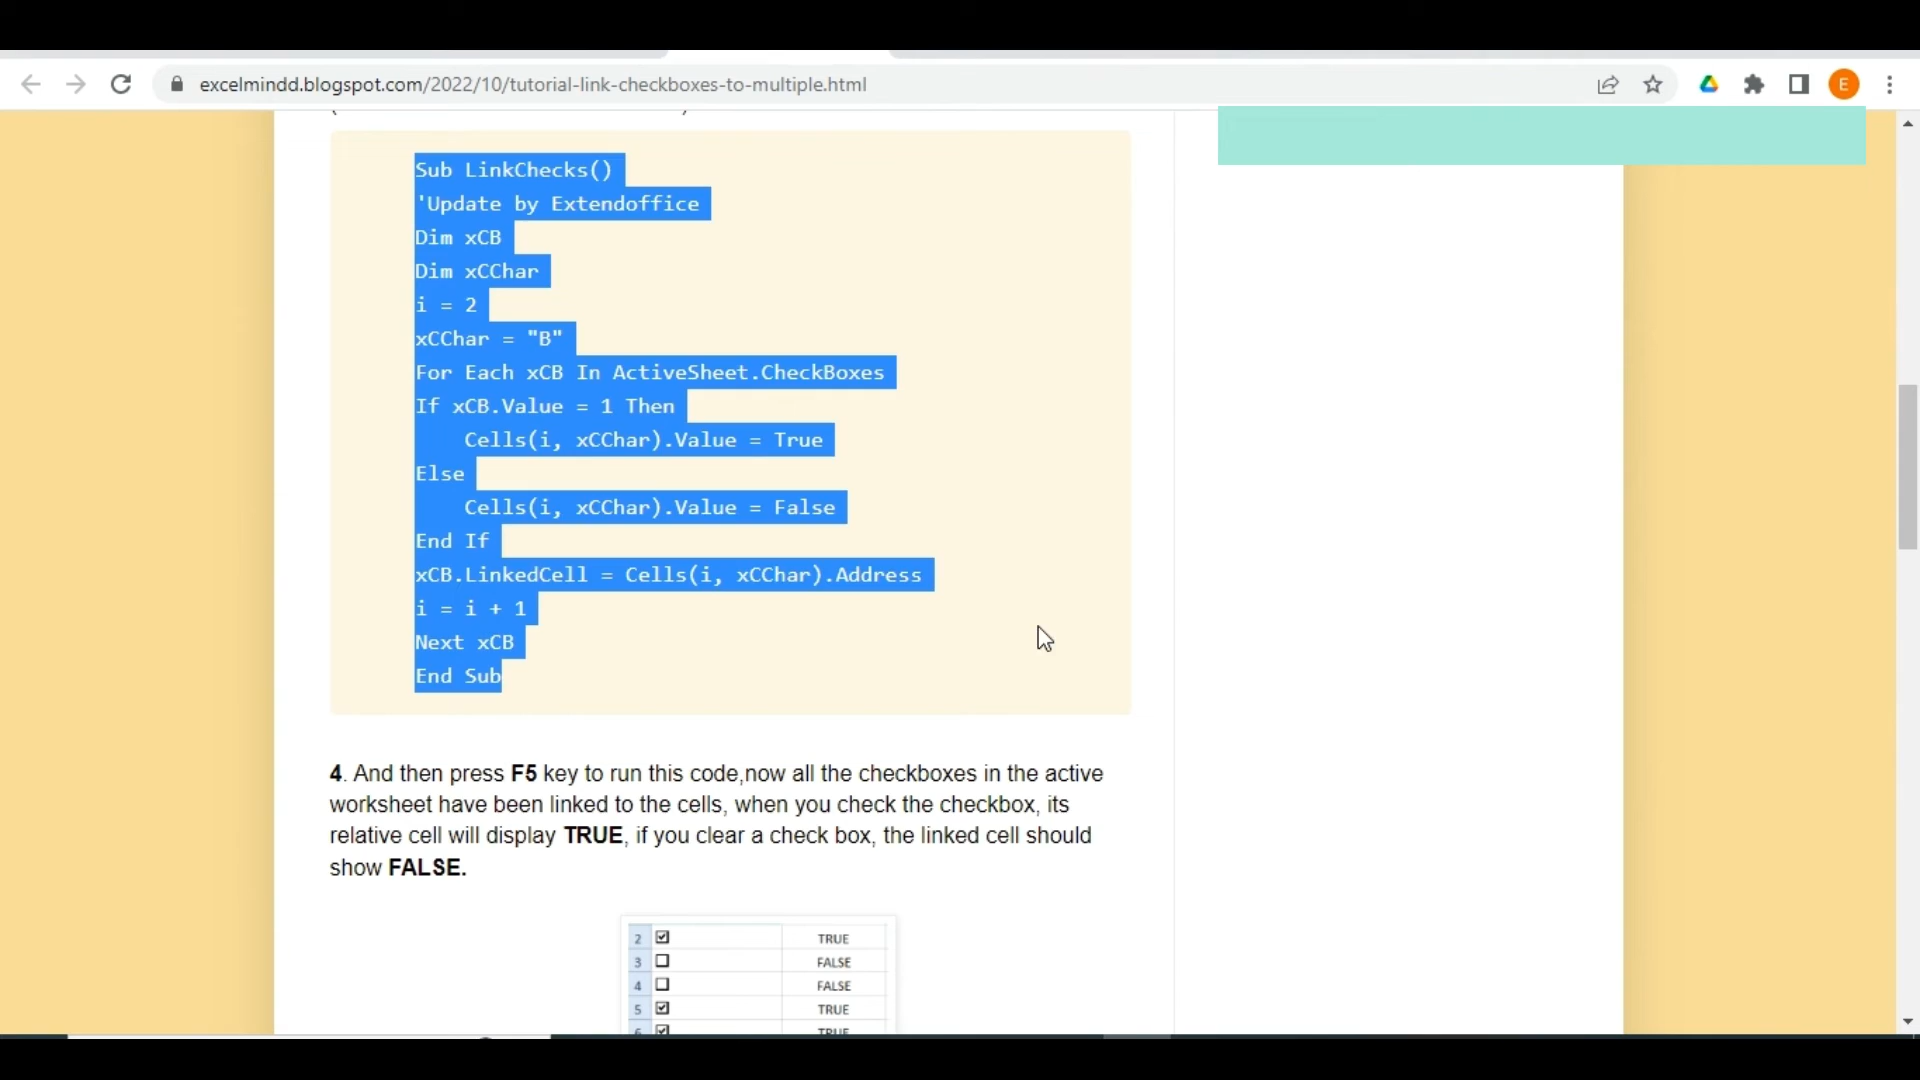 excelmindd.blogspot.com/2022/10/tutorial-link-checkboxes-to-multiple.html
E
Sub LinkChecks()
'Update by Extendoffice
Dim xCB
Dim xCChar
i = 2
xCChar = "B"
For Each xCB In ActiveSheet.CheckBoxes
If xCB.Value = 1 Then
    Cells(i, xCChar).Value = True
Else
    Cells(i, xCChar).Value = False
End If
xCB.LinkedCell = Cells(i, xCChar).Address
i = i + 1
Next xCB
End Sub
4. And then press F5 key to run this code,now all the checkboxes in the active
worksheet have been linked to the cells, when you check the checkbox, its
relative cell will display TRUE, if you clear a check box, the linked cell should
show FALSE.
2 TRUE
3 FALSE
4 FALSE
5 TRUE
6 TRUE